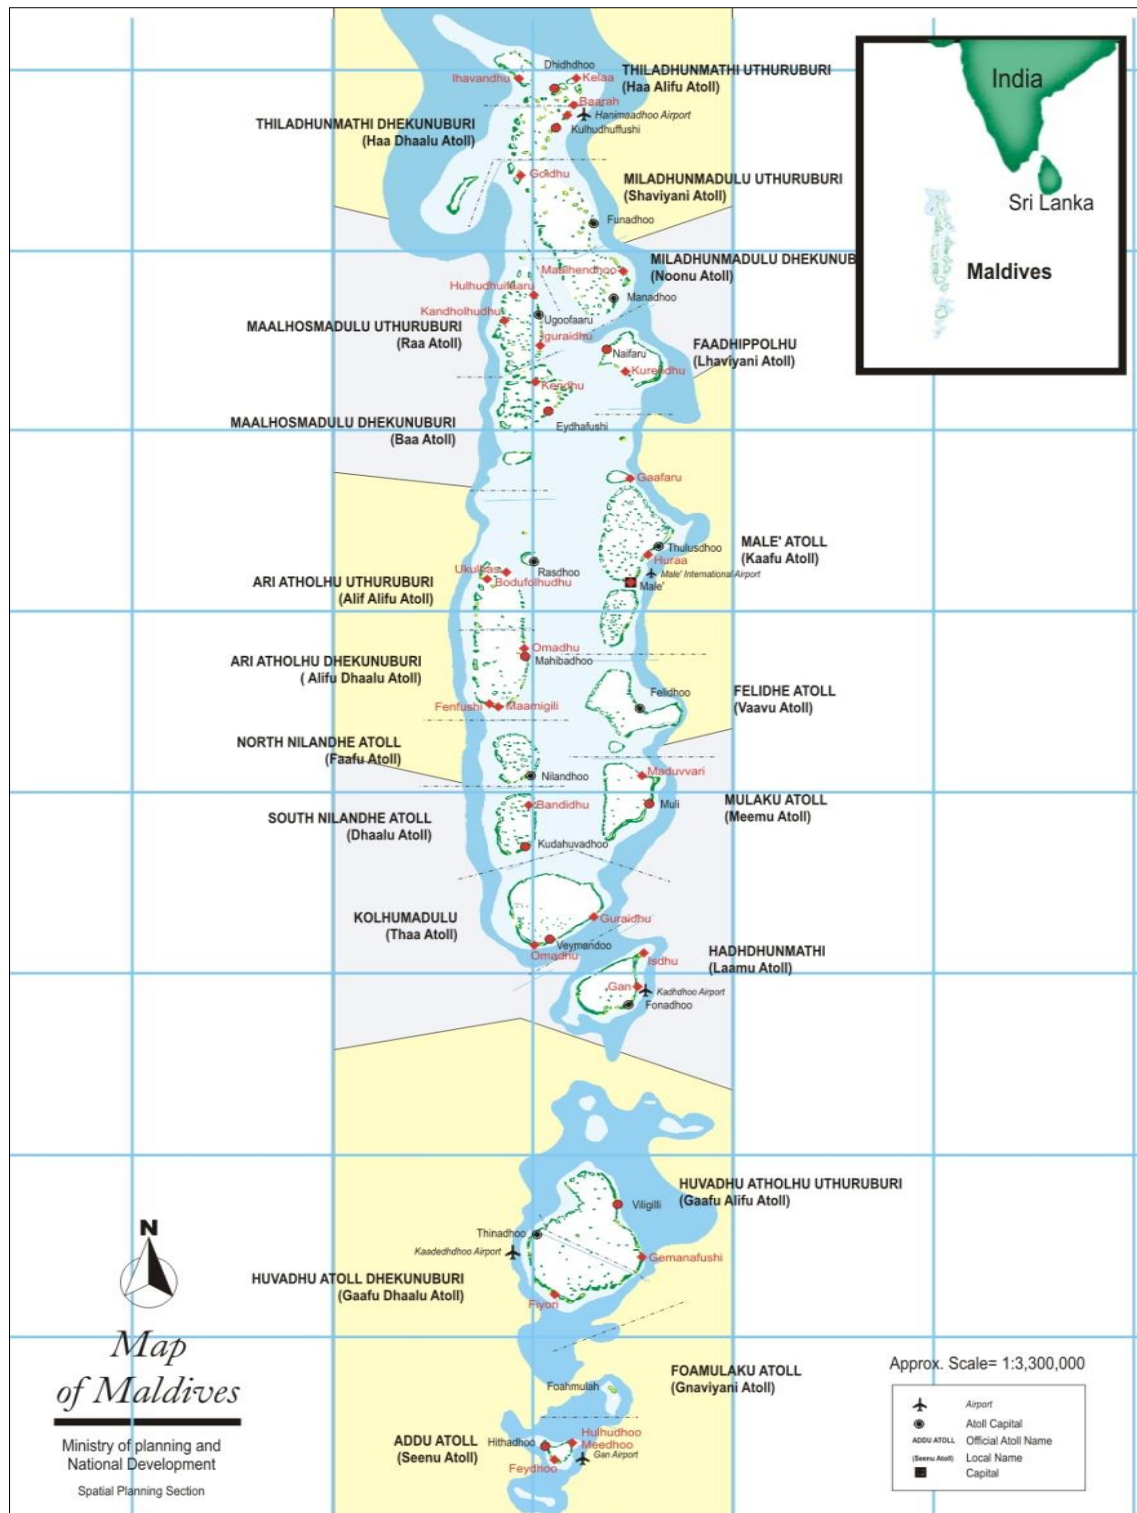 Dhidhdhoo
Ihavandhu
Kelaa
THILADHUNMATHI UTHURUBURI
(Haa Alifu Atoll)
Baarah
Hanimaadhoo Airport
Kulhudhuffushi
THILADHUNMATHI DHEKUNUBURI
(Haa Dhaalu Atoll)
Goidhu
MILADHUNMADULU UTHURUBURI
(Shaviyani Atoll)
Funadhoo
MILADHUNMADULU DHEKUNUB
(Noonu Atoll)
Maalhendhoo
Manadhoo
Kandholhudhu
Ugoofaaru
MAALHOSMADULU UTHURUBURI
(Raa Atoll)
Iguraidhu
Naifaru
FAADHIPPOLHU
(Lhaviyani Atoll)
Kurendhu
Kendhu
MAALHOSMADULU DHEKUNUBURI
(Baa Atoll)
Eydhafushi
Gaafaru
Thulusdhoo
MALE' ATOLL
(Kaafu Atoll)
Huraa
Male' International Airport
Male'
Ukulhas
Rasdhoo
Bodufolhudhu
ARI ATHOLHU UTHURUBURI
(Alif Alifu Atoll)
Omadhu
Mahibadhoo
ARI ATHOLHU DHEKUNUBURI
( Alifu Dhaalu Atoll)
Fenfushi
Maamigili
Felidhoo
FELIDHE ATOLL
(Vaavu Atoll)
NORTH NILANDHE ATOLL
(Faafu Atoll)
Nilandhoo
Maduvvari
Muli
MULAKU ATOLL
(Meemu Atoll)
Bandidhu
SOUTH NILANDHE ATOLL
(Dhaalu Atoll)
Kudahuvadhoo
KOLHUMADULU
(Thaa Atoll)
Guraidhu
Veymandoo
Omadhu
HADHDHUNMATHI
(Laamu Atoll)
Isdhu
Gan
Kadhdhoo Airport
Fonadhoo
HUVADHU ATHOLHU UTHURUBURI
(Gaafu Alifu Atoll)
Viligilli
Thinadhoo
Kaadedhdhoo Airport
Gemanafushi
HUVADHU ATOLL DHEKUNUBURI
(Gaafu Dhaalu Atoll)
Fiyori
FOAMULAKU ATOLL
(Gnaviyani Atoll)
Foahmulah
ADDU ATOLL
(Seenu Atoll)
Hithadhoo
Hulhudhoo
Meedhoo
Gan Airport
Feydhoo
India
Sri Lanka
Maldives
N
Map
of Maldives
Ministry of planning and
National Development
Spatial Planning Section
Approx. Scale= 1:3,300,000
Airport
Atoll Capital
ADDU ATOLL Official Atoll Name
(Seenu Atoll) Local Name
Capital